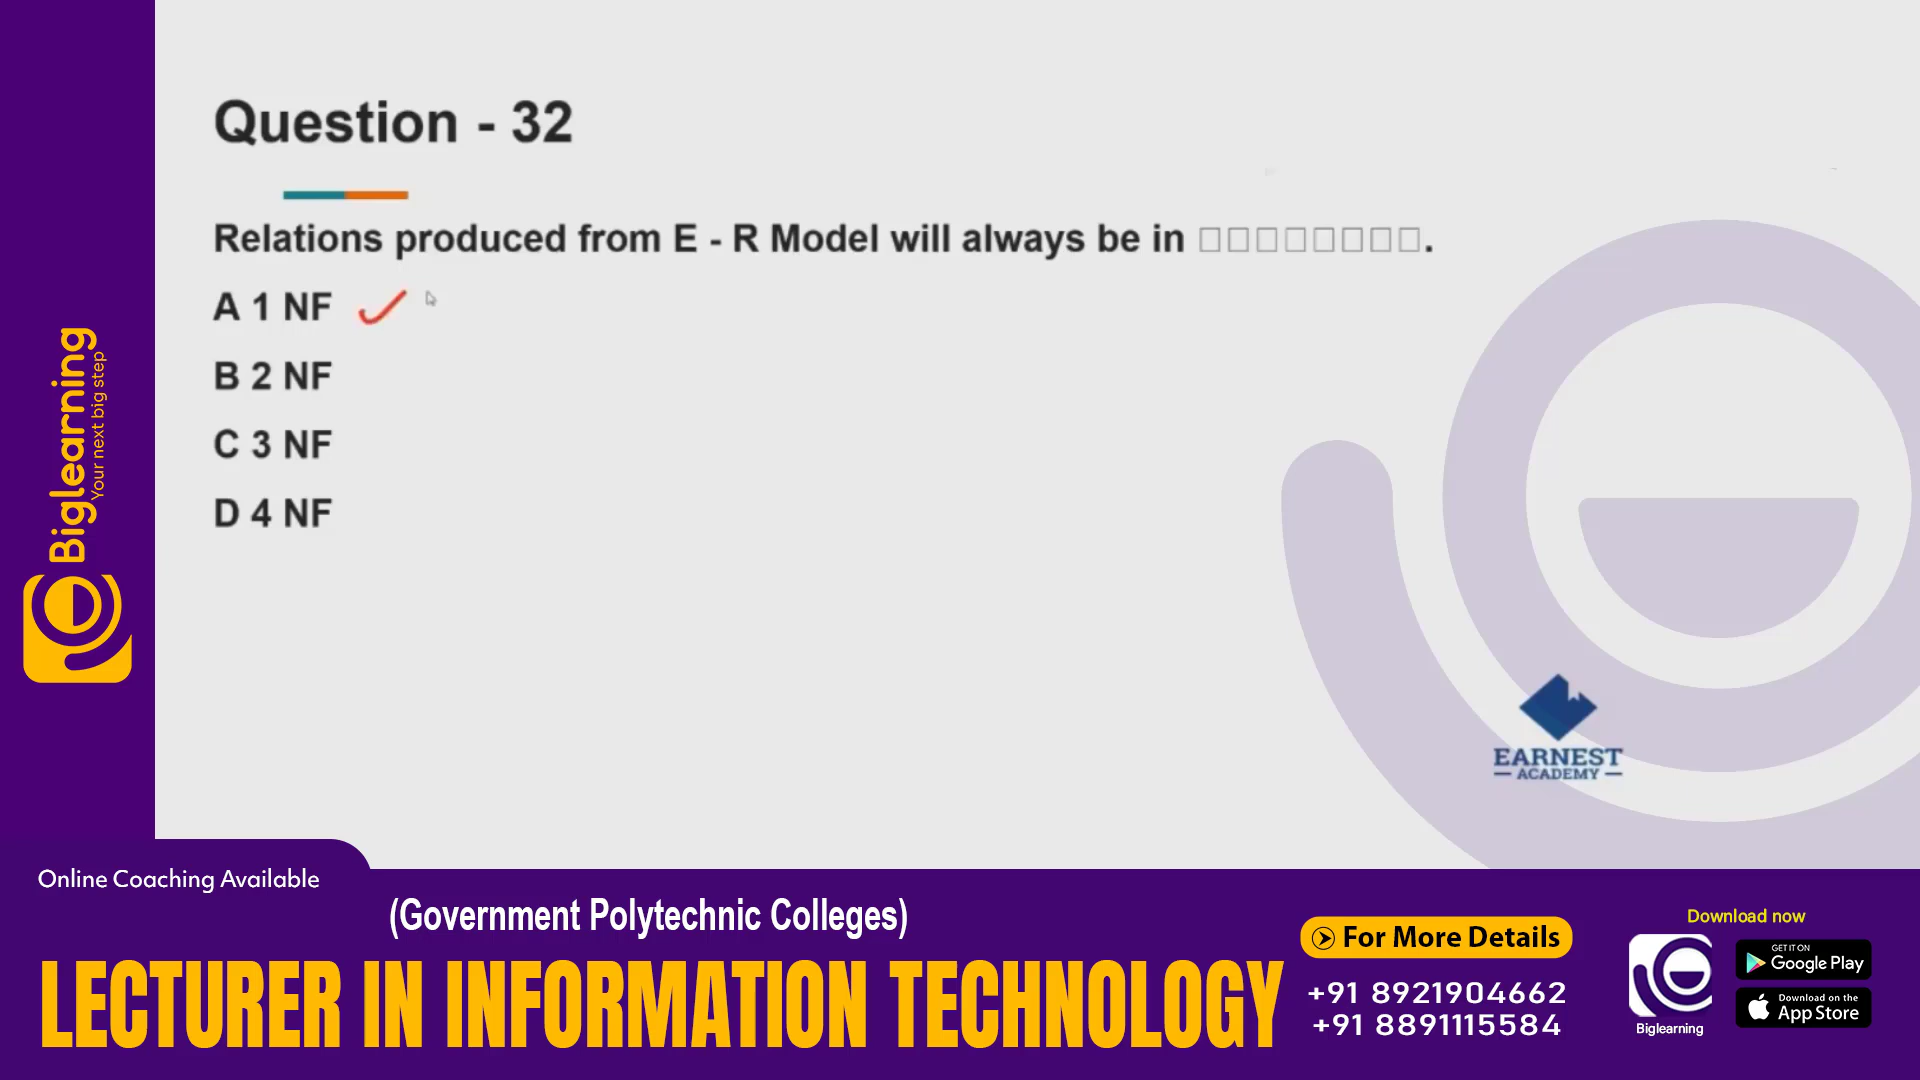 Question - 32
Relations produced from E - R Model will always be in □□□□□□□□.
A 1 NF
B 2 NF
C 3 NF
D 4 NF
Biglearning
Your next big step
EARNEST
ACADEMY
Online Coaching Available
(Government Polytechnic Colleges)
LECTURER IN INFORMATION TECHNOLOGY
For More Details
+91 8921904662
+91 8891115584
Download now
Biglearning
GET IT ON
Google Play
Download on the
App Store